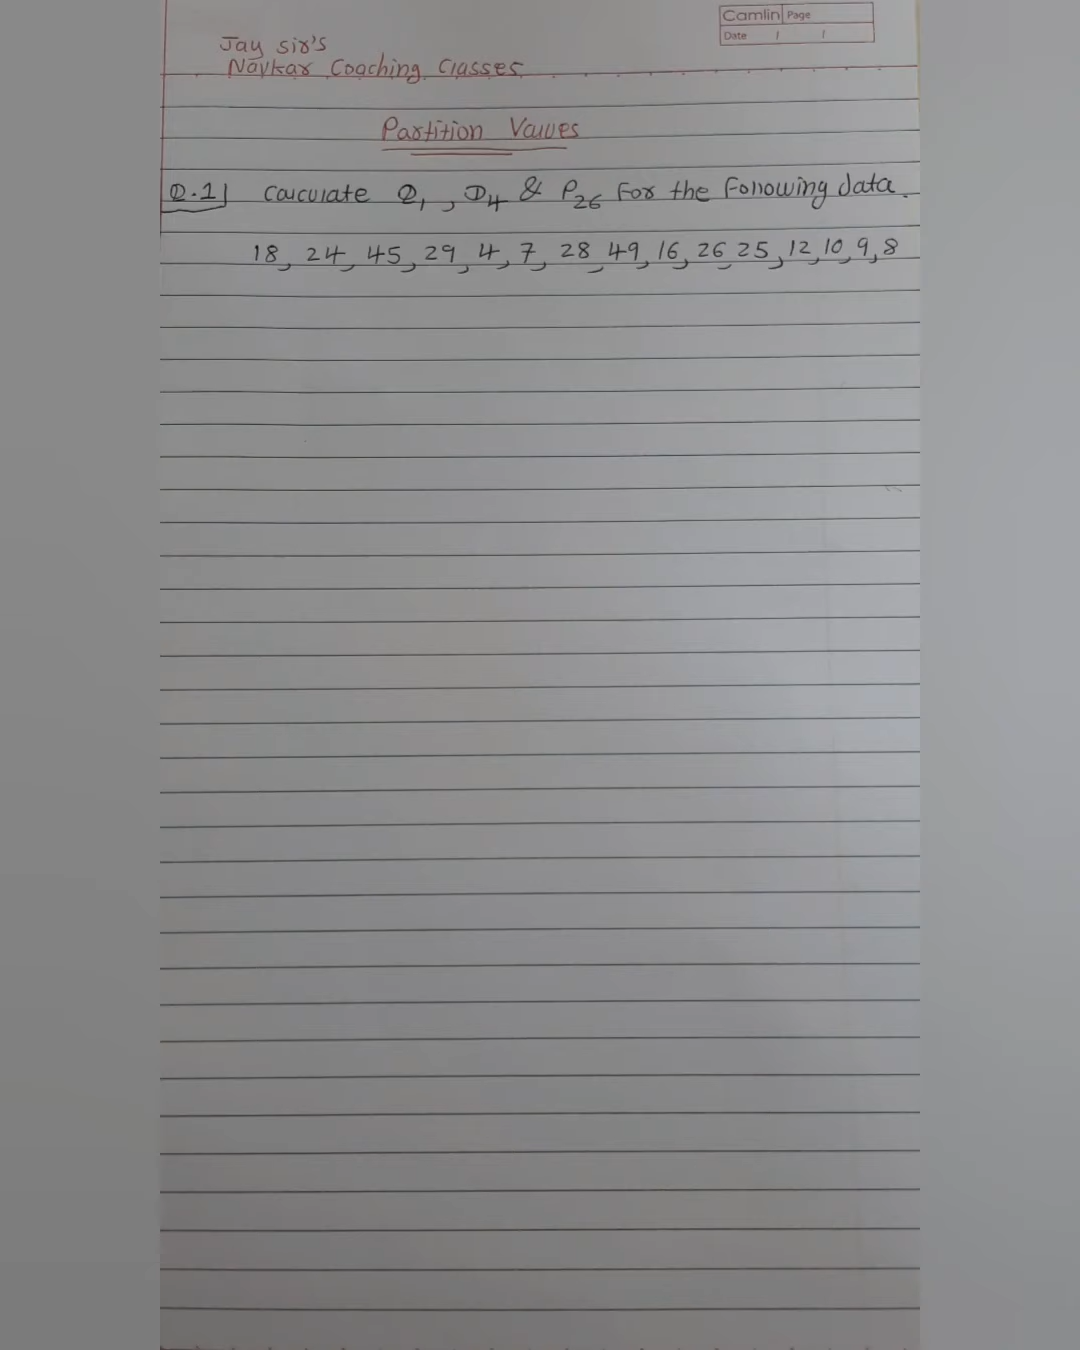 Camlin Page
Date / /
Jay sir's
Navkar Coaching Classes
Partition Values
Q.1] Calculate Q1, D4 & P26 For the Following data.
18, 24, 45, 29, 4, 7, 28, 49, 16, 26, 25, 12, 10, 9, 8